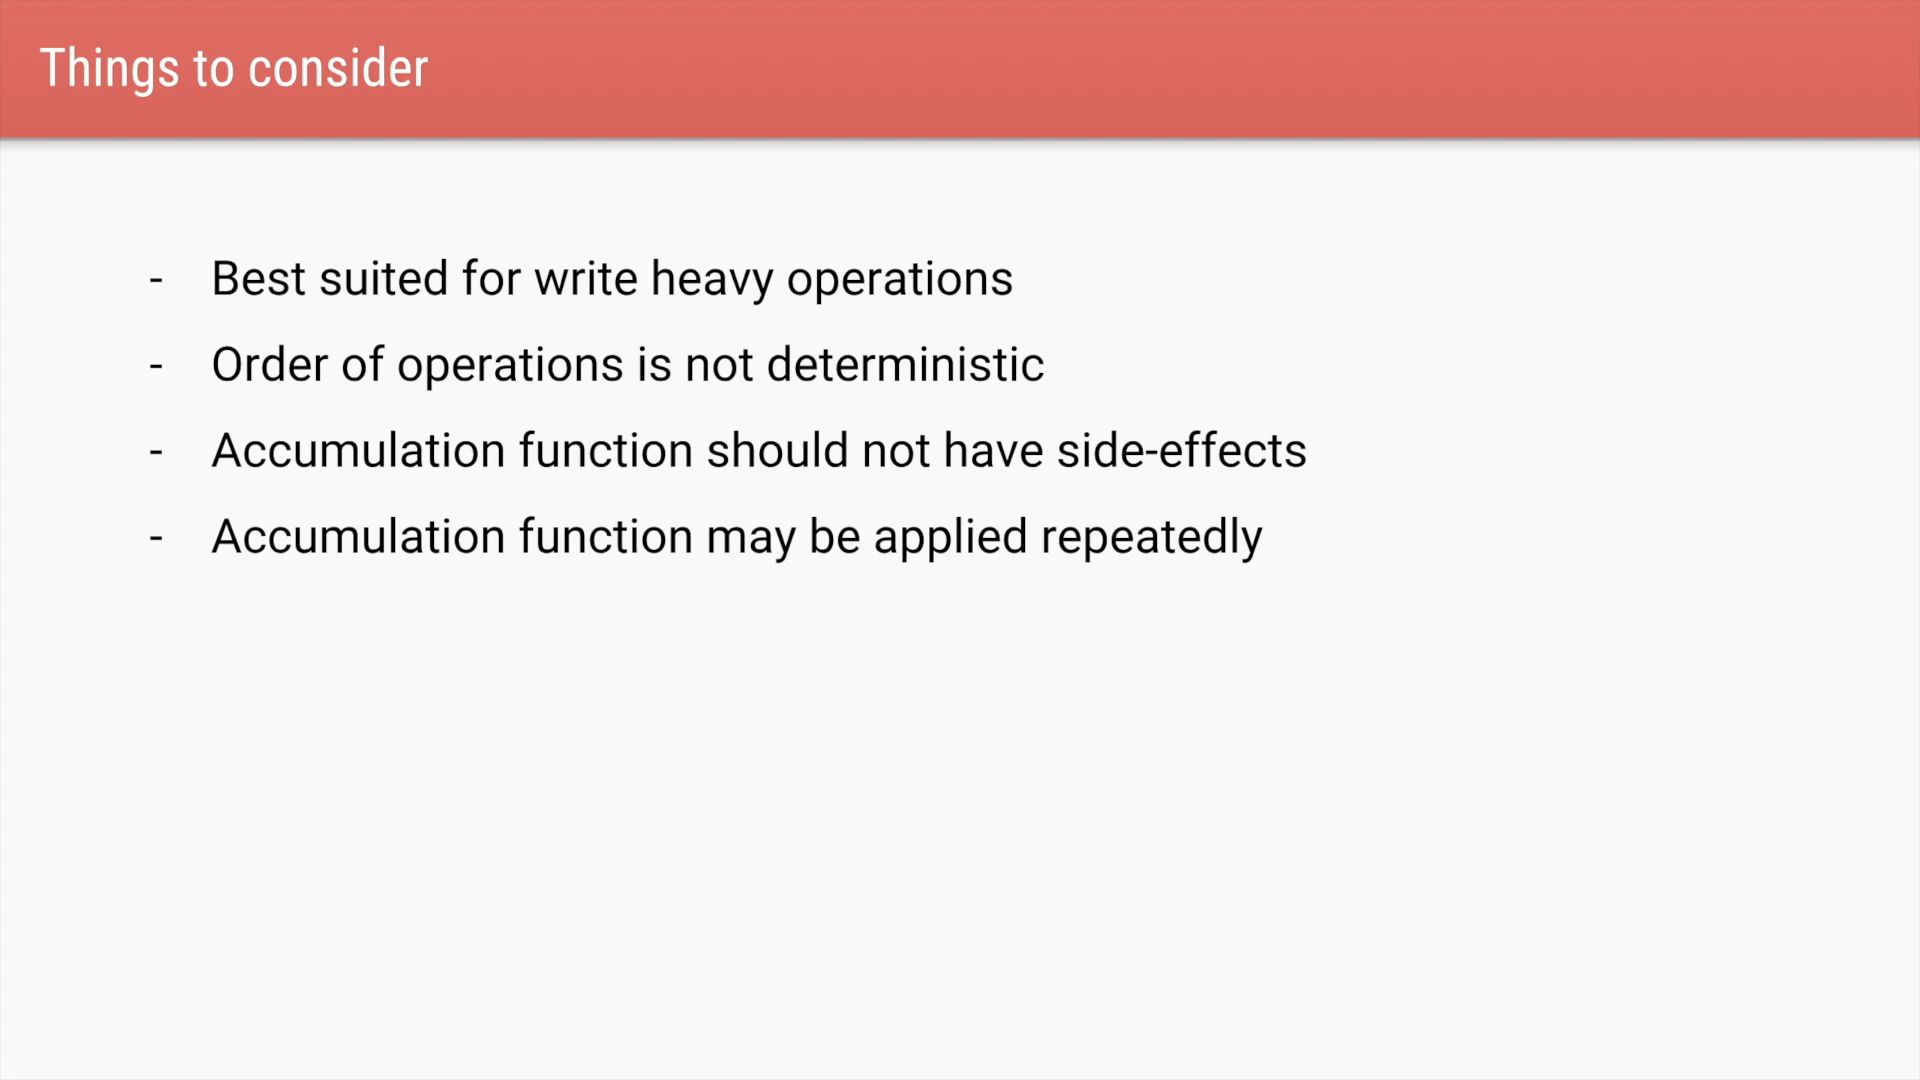 Things to consider
- Best suited for write heavy operations
- Order of operations is not deterministic
- Accumulation function should not have side-effects
- Accumulation function may be applied repeatedly